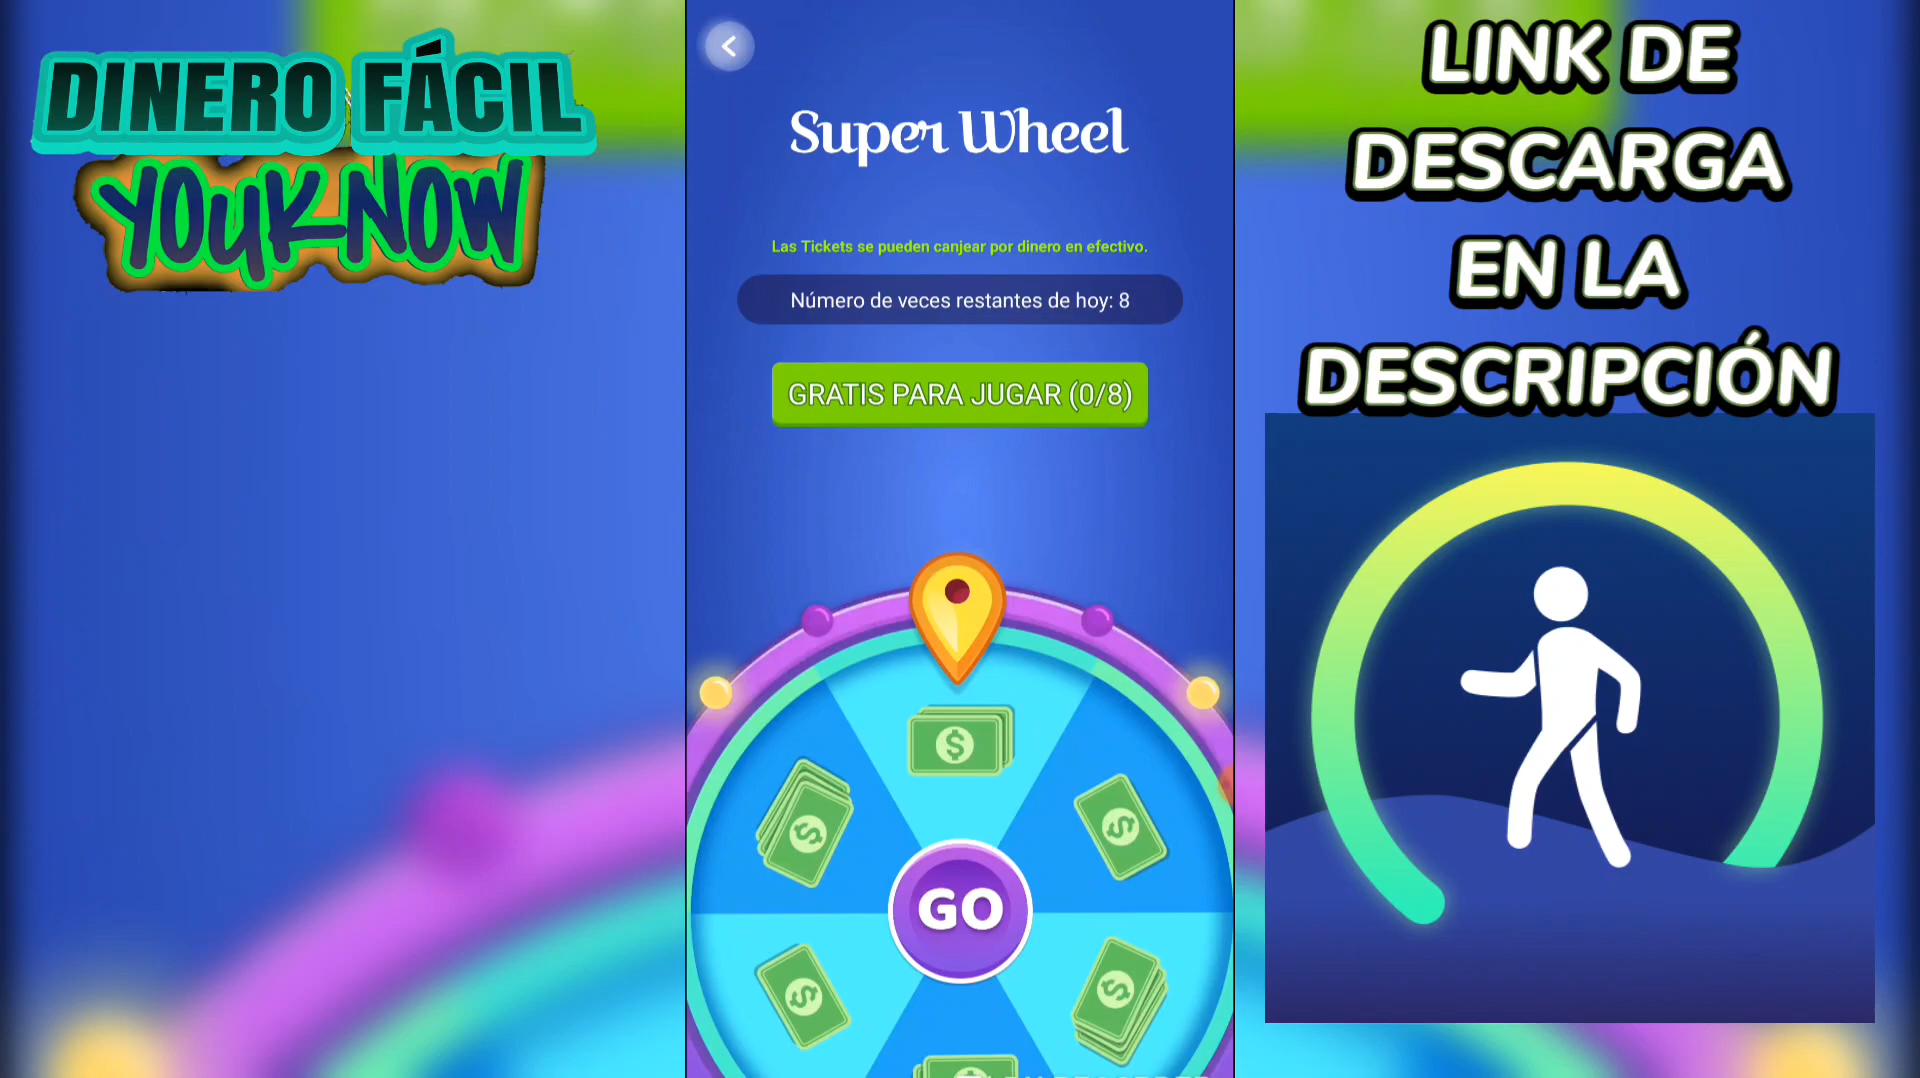 DINERO FÁCIL
YOUKNOW
Super Wheel
Las Tickets se pueden canjear por dinero en efectivo.
Número de veces restantes de hoy: 8
GRATIS PARA JUGAR (0/8)
GO
LINK DE
DESCARGA
EN LA
DESCRIPCIÓN